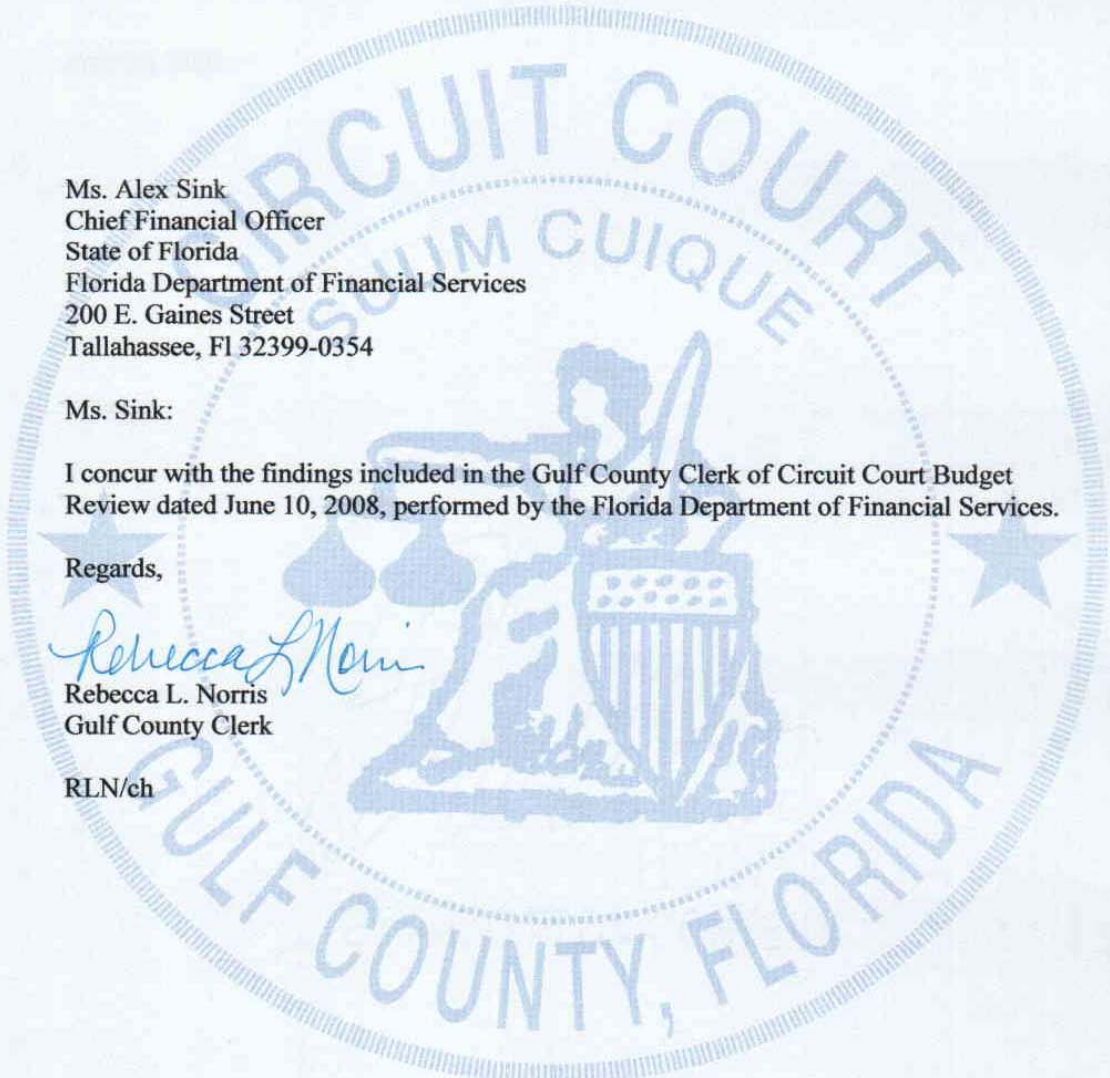 CIRCUIT COURT
SUUM CUIQUE
Ms. Alex Sink
Chief Financial Officer
State of Florida
Florida Department of Financial Services
200 E. Gaines Street
Tallahassee, Fl 32399-0354
Ms. Sink:
I concur with the findings included in the Gulf County Clerk of Circuit Court Budget
Review dated June 10, 2008, performed by the Florida Department of Financial Services.
Regards,
Rebecca L Norris
Rebecca L. Norris
Gulf County Clerk
RLN/ch
GULF COUNTY, FLORIDA